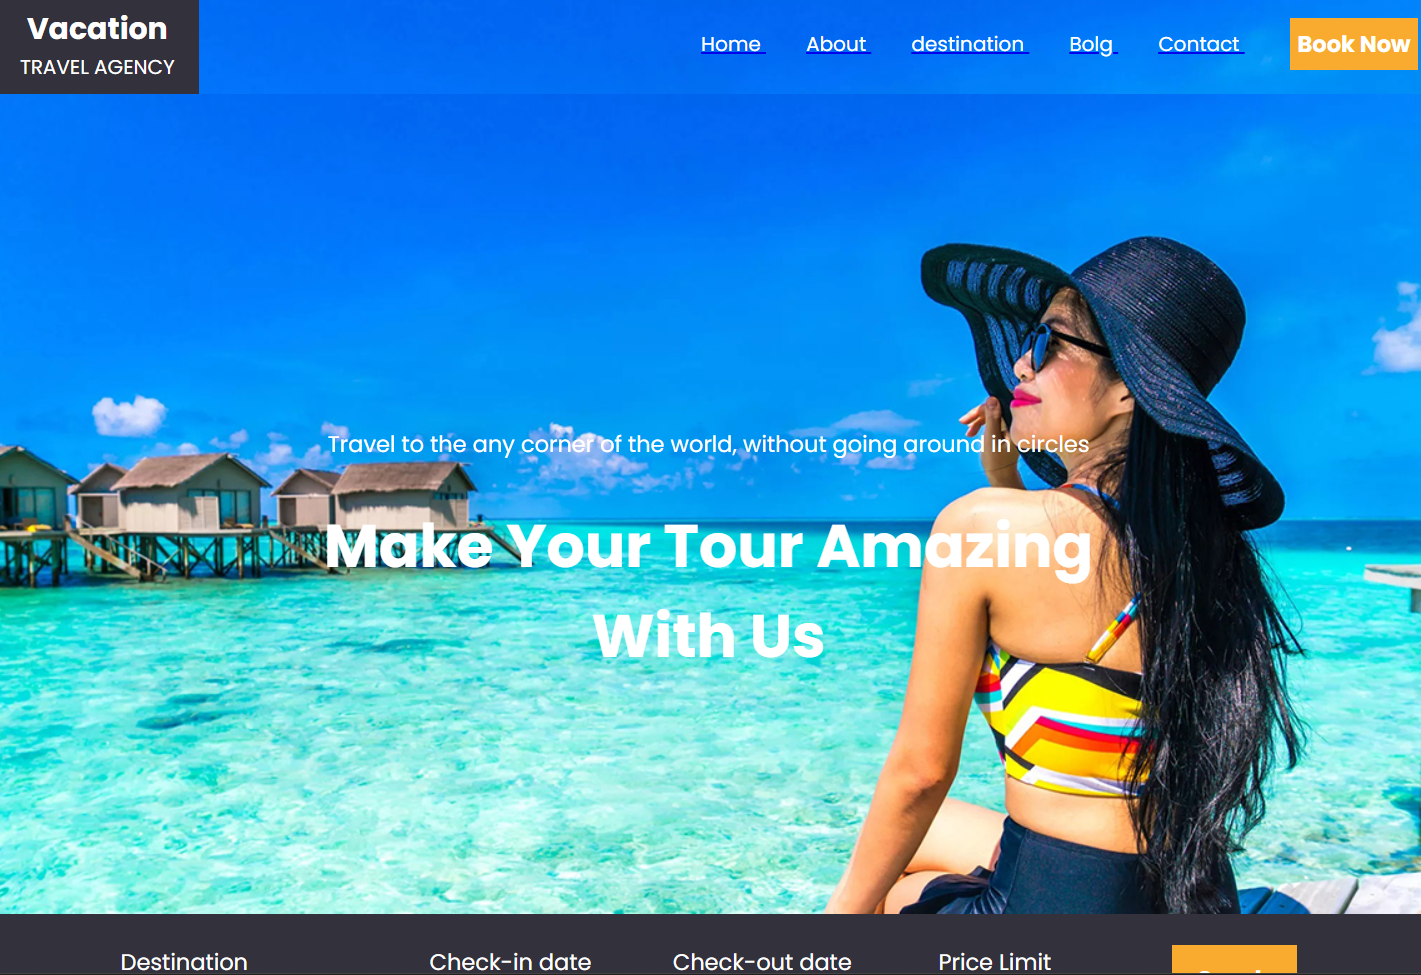 Vacation
TRAVEL AGENCY
Home About destination Bolg Contact Book Now
Travel to the any corner of the world, without going around in circles
Make Your Tour Amazing
With Us
Destination Check-in date Check-out date Price Limit